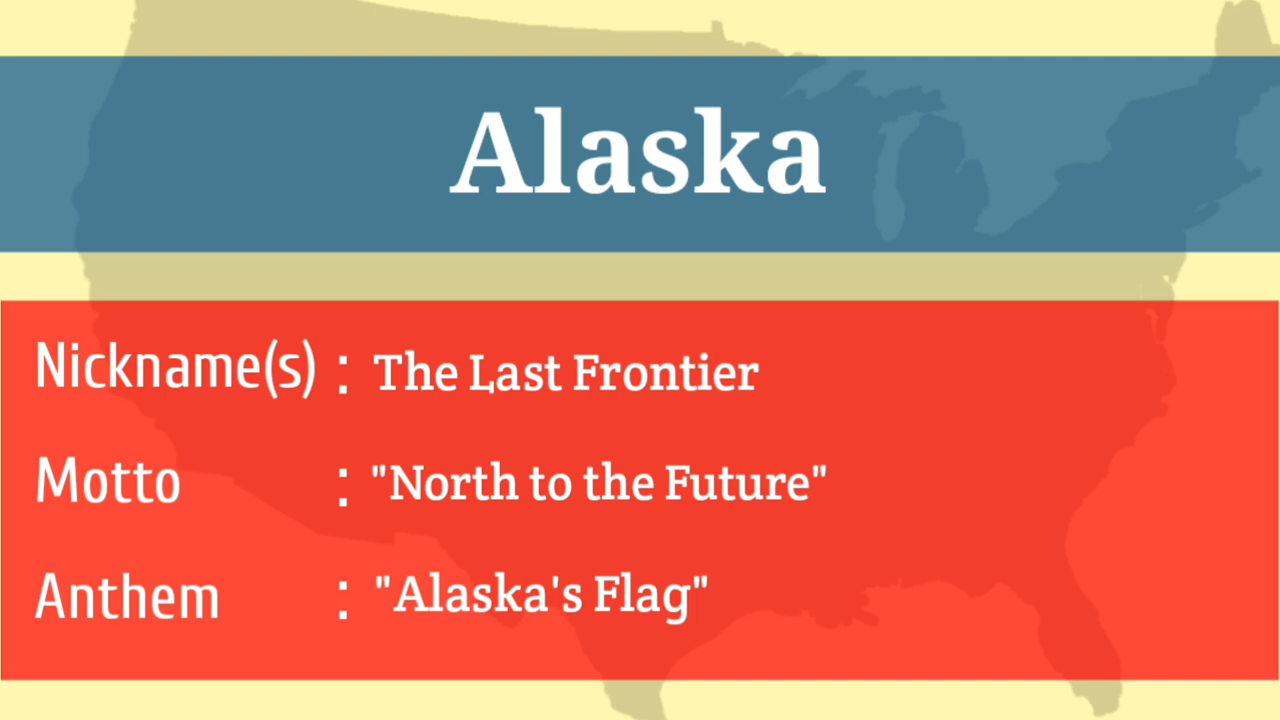 Alaska
Nickname(s) : The Last Frontier
Motto : "North to the Future"
Anthem : "Alaska's Flag"